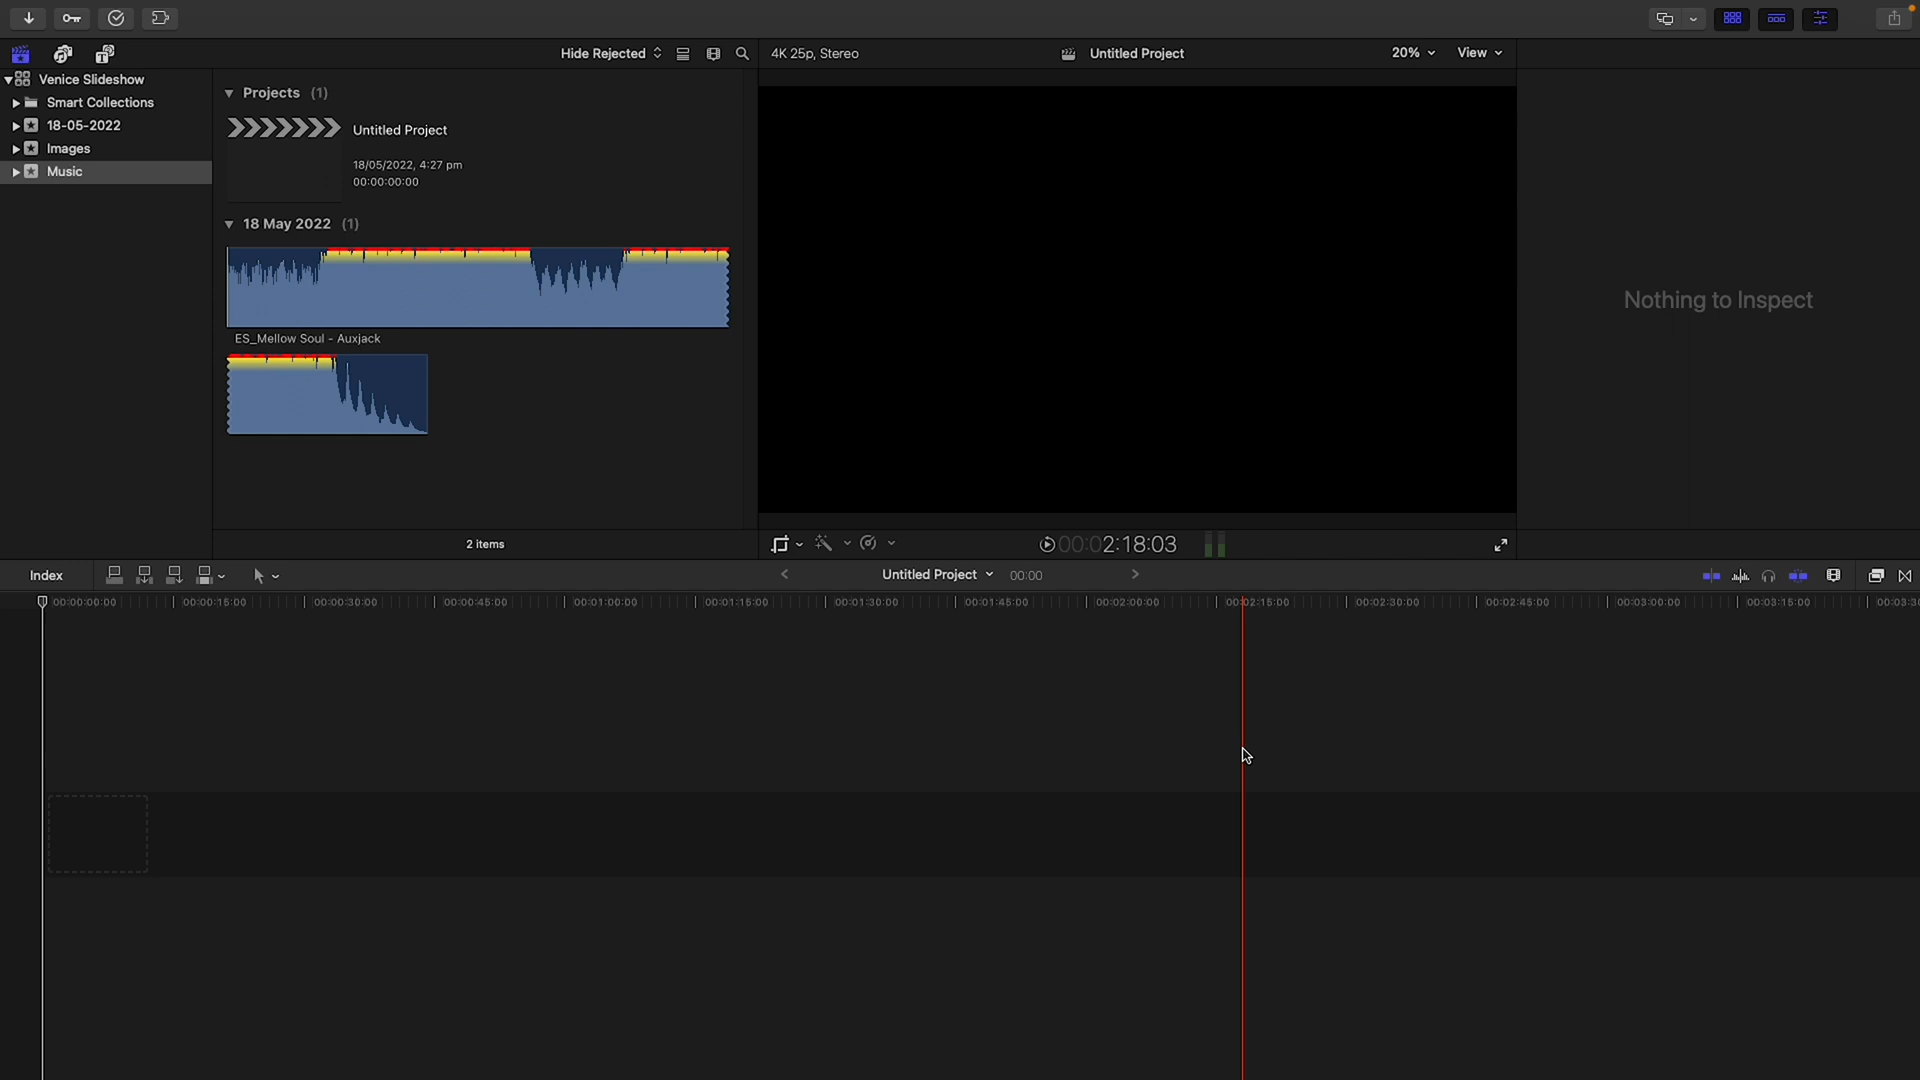 Hide Rejected
4K 25p, Stereo
Untitled Project
20%
View
Venice Slideshow
Smart Collections
18-05-2022
Images
Music
Projects (1)
Untitled Project
18/05/2022, 4:27 pm
00:00:00:00
18 May 2022 (1)
ES_Mellow Soul - Auxjack
Nothing to Inspect
2 items
00:02:18:03
Index
Untitled Project
00:00
00:00:00:00
00:00:15:00
00:00:30:00
00:00:45:00
00:01:00:00
00:01:15:00
00:01:30:00
00:01:45:00
00:02:00:00
00:02:15:00
00:02:30:00
00:02:45:00
00:03:00:00
00:03:15:00
00:03:3